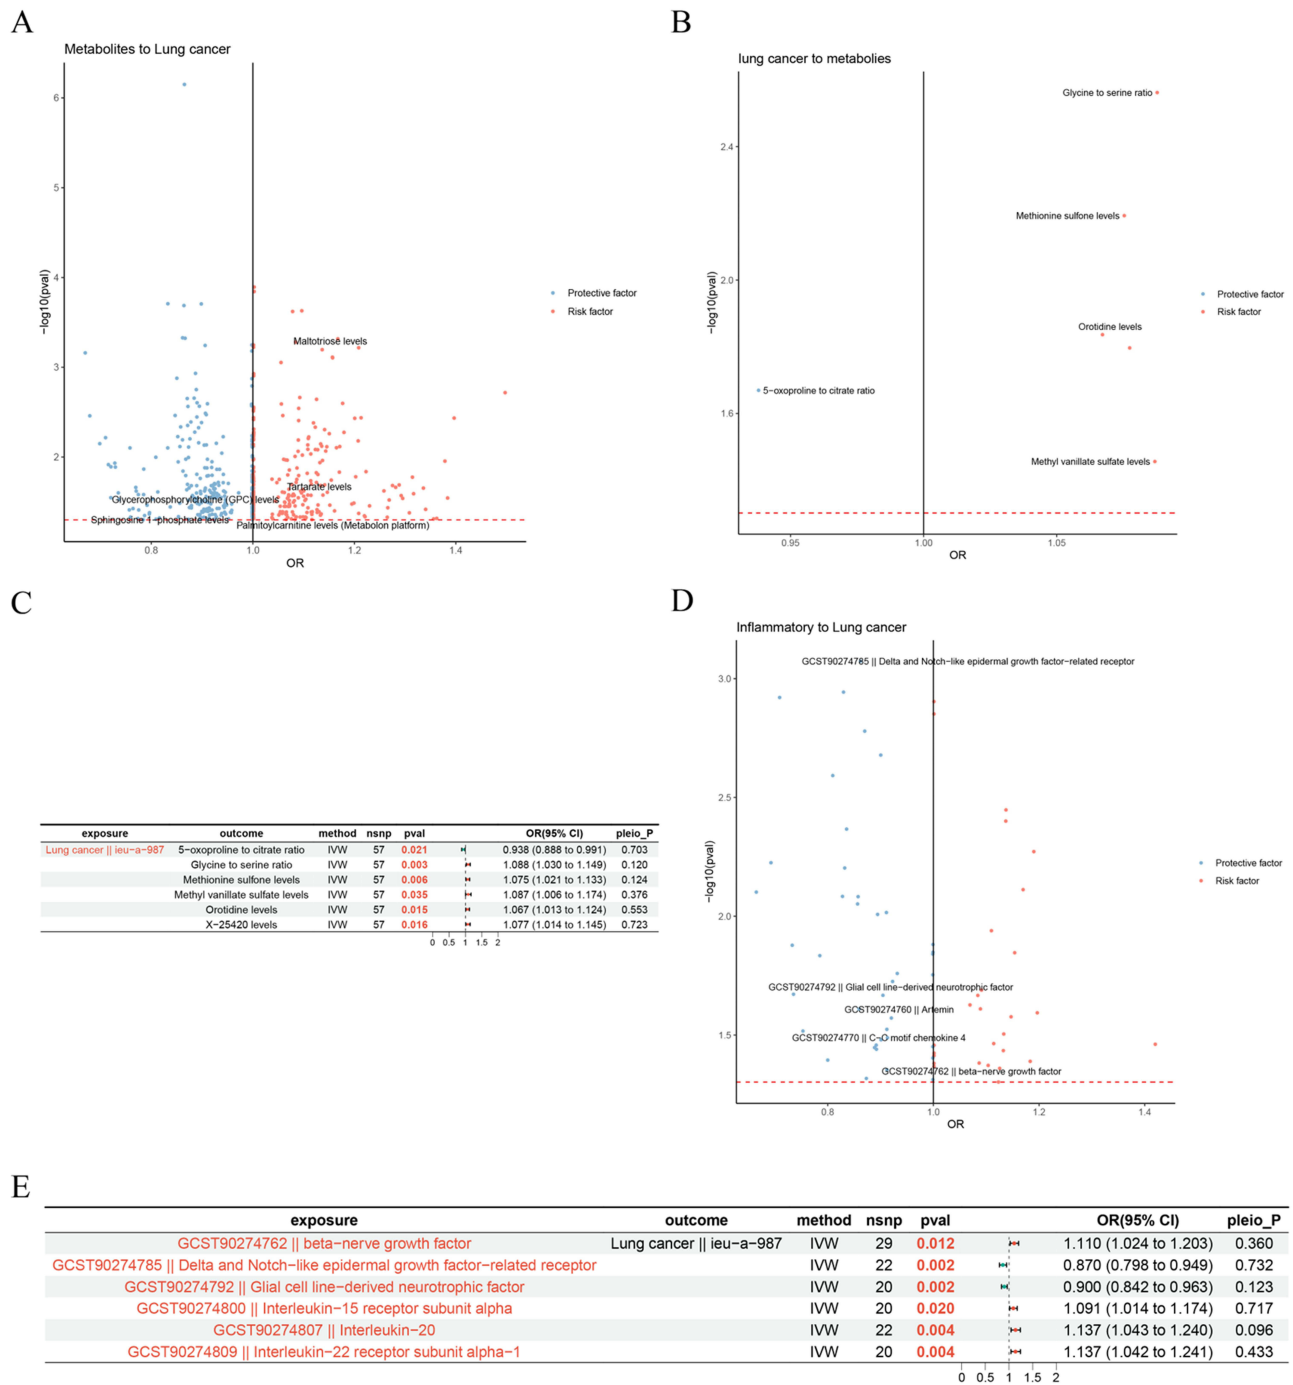 A
Metabolites to Lung cancer
−log10(pval)
6
5
4
3
2
Maltotriose levels
Tartarate levels
Glycerophosphorylcholine (GPC) levels
Sphingosine 1−phosphate levels
Palmitoylcarnitine levels (Metabolon platform)
0.8 1.0 1.2 1.4
OR
Protective factor
Risk factor
B
lung cancer to metabolies
−log10(pval)
2.4
2.0
1.6
Glycine to serine ratio
Methionine sulfone levels
Orotidine levels
5−oxoproline to citrate ratio
Methyl vanillate sulfate levels
0.95 1.00 1.05
OR
Protective factor
Risk factor
C
exposure outcome method nsnp pval OR(95% CI) pleio_P
Lung cancer || ieu−a−987 5−oxoproline to citrate ratio IVW 57 0.021 0.938 (0.888 to 0.991) 0.703
Glycine to serine ratio IVW 57 0.003 1.088 (1.030 to 1.149) 0.120
Methionine sulfone levels IVW 57 0.006 1.075 (1.021 to 1.133) 0.124
Methyl vanillate sulfate levels IVW 57 0.035 1.087 (1.006 to 1.174) 0.376
Orotidine levels IVW 57 0.015 1.067 (1.013 to 1.124) 0.553
X−25420 levels IVW 57 0.016 1.077 (1.014 to 1.145) 0.723
0 0.5 1 1.5 2
D
Inflammatory to Lung cancer
−log10(pval)
3.0
2.5
2.0
1.5
GCST90274785 || Delta and Notch−like epidermal growth factor−related receptor
GCST90274792 || Glial cell line−derived neurotrophic factor
GCST90274760 || Artemin
GCST90274770 || C−C motif chemokine 4
GCST90274762 || beta−nerve growth factor
0.8 1.0 1.2 1.4
OR
Protective factor
Risk factor
E
exposure outcome method nsnp pval OR(95% CI) pleio_P
GCST90274762 || beta−nerve growth factor Lung cancer || ieu−a−987 IVW 29 0.012 1.110 (1.024 to 1.203) 0.360
GCST90274785 || Delta and Notch−like epidermal growth factor−related receptor IVW 22 0.002 0.870 (0.798 to 0.949) 0.732
GCST90274792 || Glial cell line−derived neurotrophic factor IVW 20 0.002 0.900 (0.842 to 0.963) 0.123
GCST90274800 || Interleukin−15 receptor subunit alpha IVW 20 0.020 1.091 (1.014 to 1.174) 0.717
GCST90274807 || Interleukin−20 IVW 22 0.004 1.137 (1.043 to 1.240) 0.096
GCST90274809 || Interleukin−22 receptor subunit alpha−1 IVW 20 0.004 1.137 (1.042 to 1.241) 0.433
0 0.5 1 1.5 2